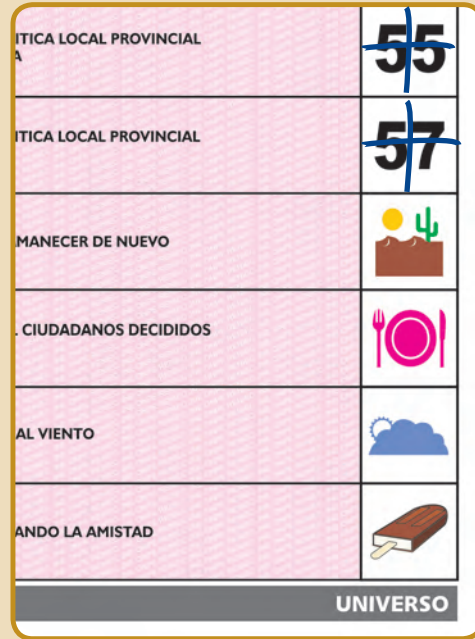 ITICA LOCAL PROVINCIAL
A
55
ITICA LOCAL PROVINCIAL
57
MANECER DE NUEVO
CIUDADANOS DECIDIDOS
AL VIENTO
ANDO LA AMISTAD
UNIVERSO